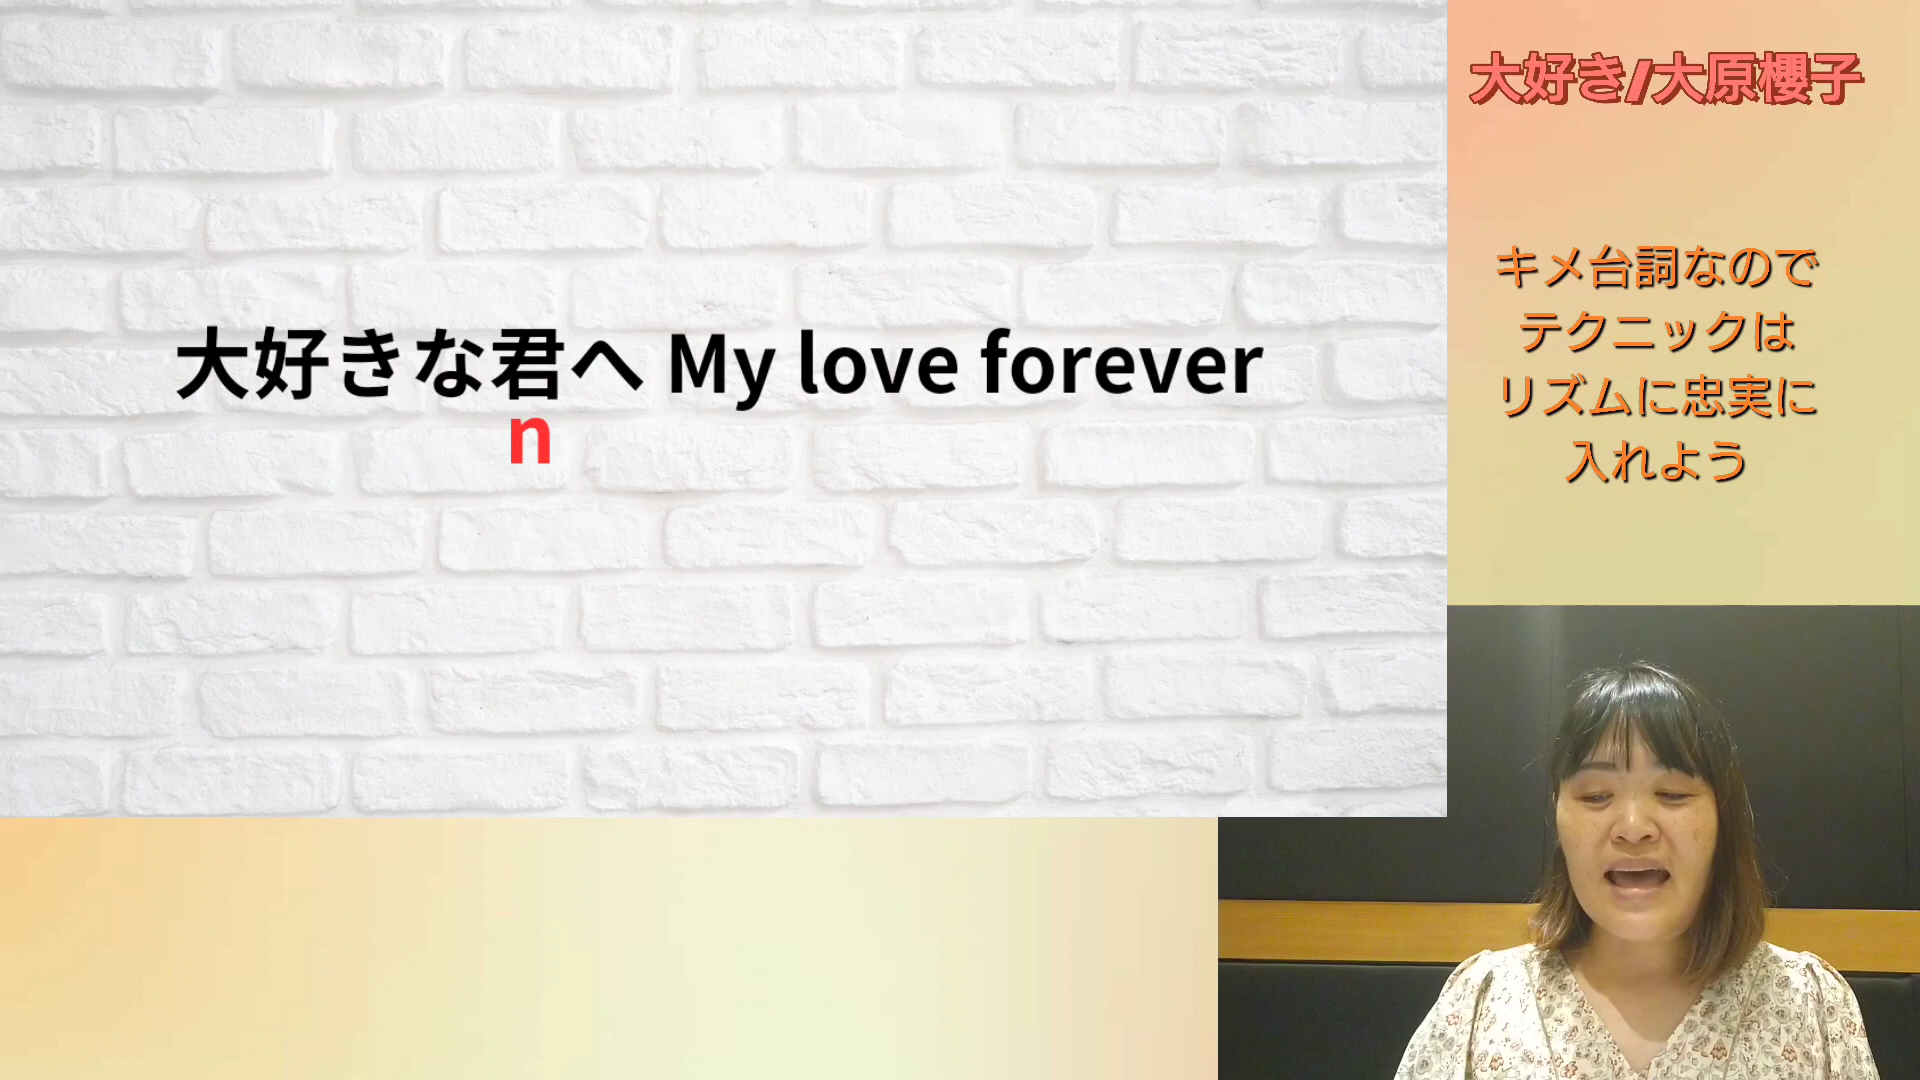 大好きな君へ My love forever
n
大好き/大原櫻子
キメ台詞なので
テクニックは
リズムに忠実に
入れよう